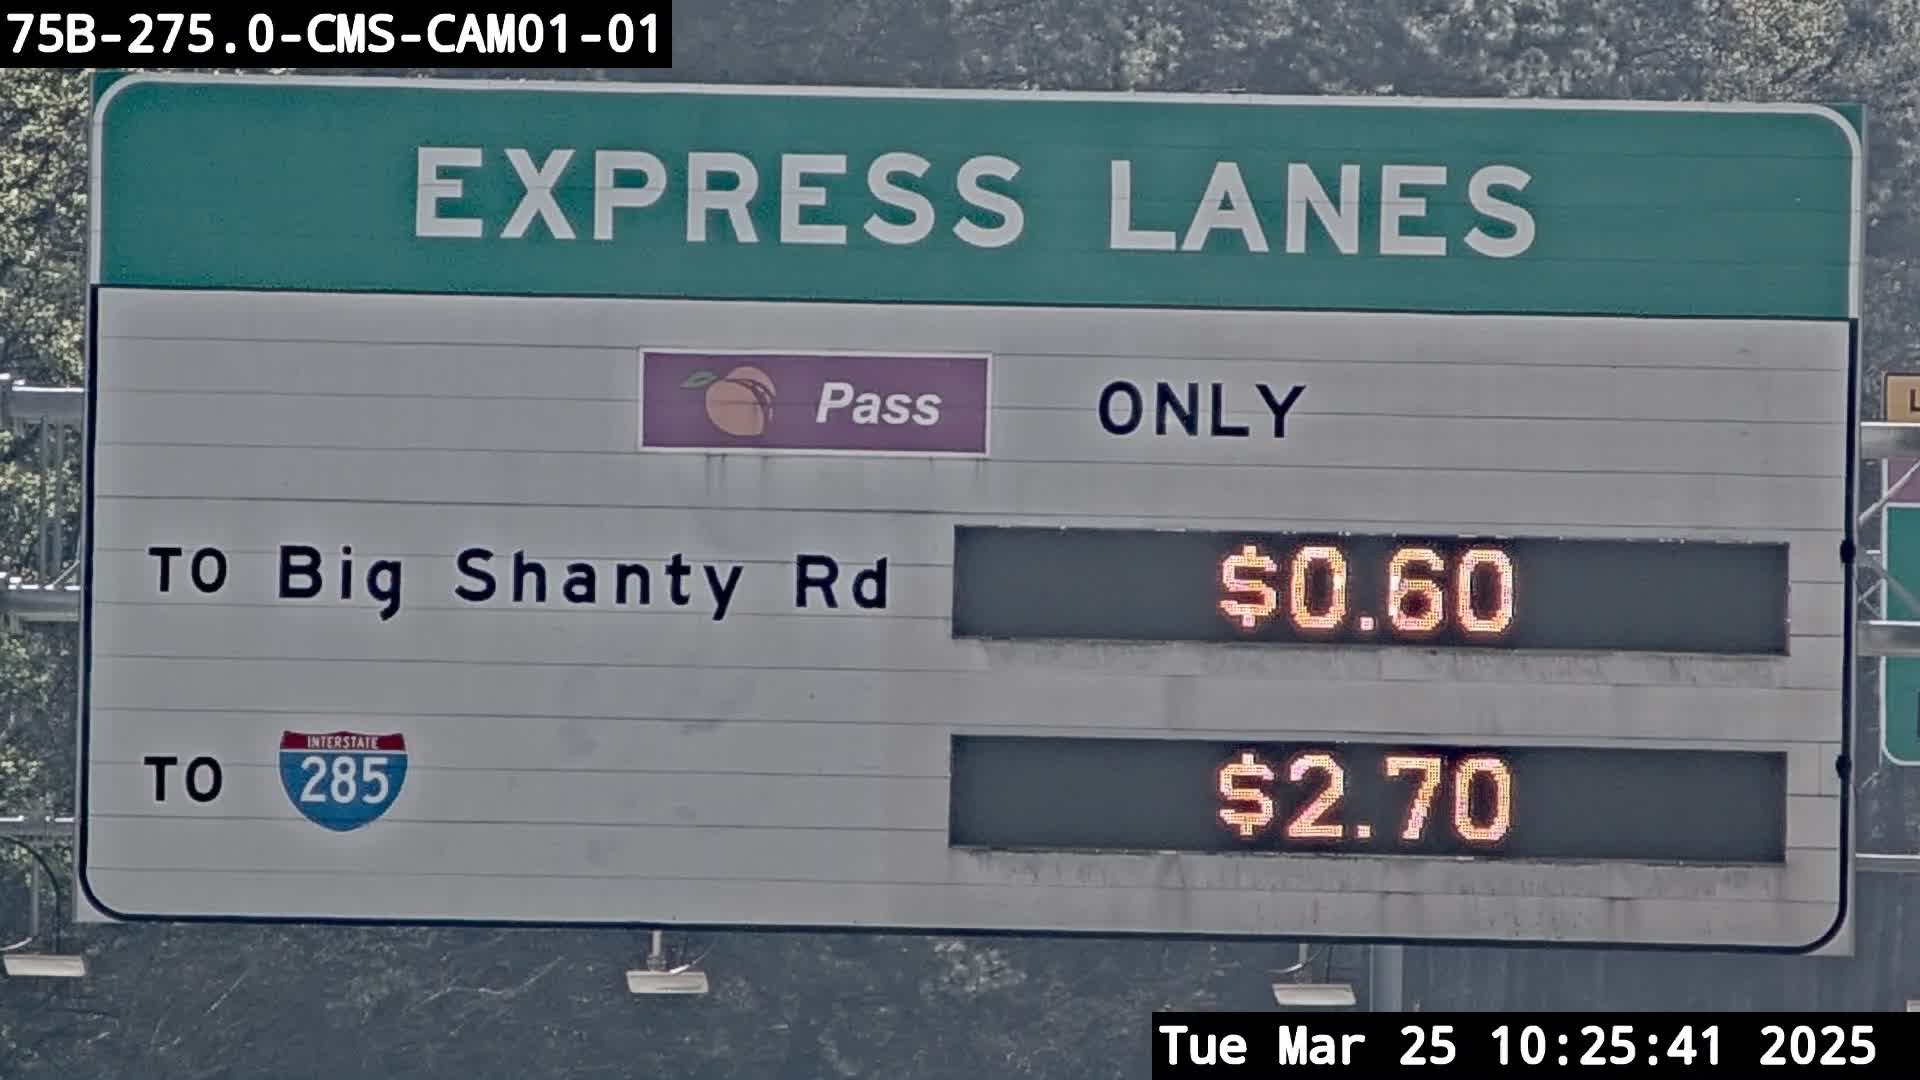 75B-275.0-CMS-CAM01-01
EXPRESS LANES
Pass ONLY
TO Big Shanty Rd $0.60
TO INTERSTATE 285 $2.70
Tue Mar 25 10:25:41 2025